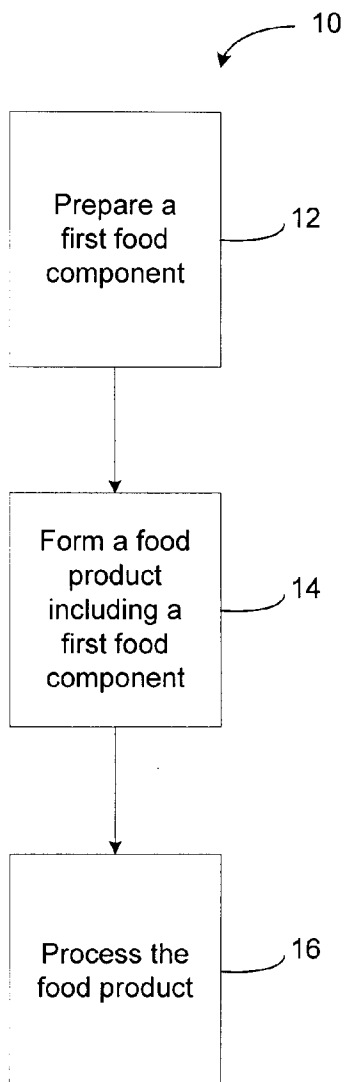 10
Prepare a
first food
component
12
Form a food
product
including a
first food
component
14
Process the
food product
16